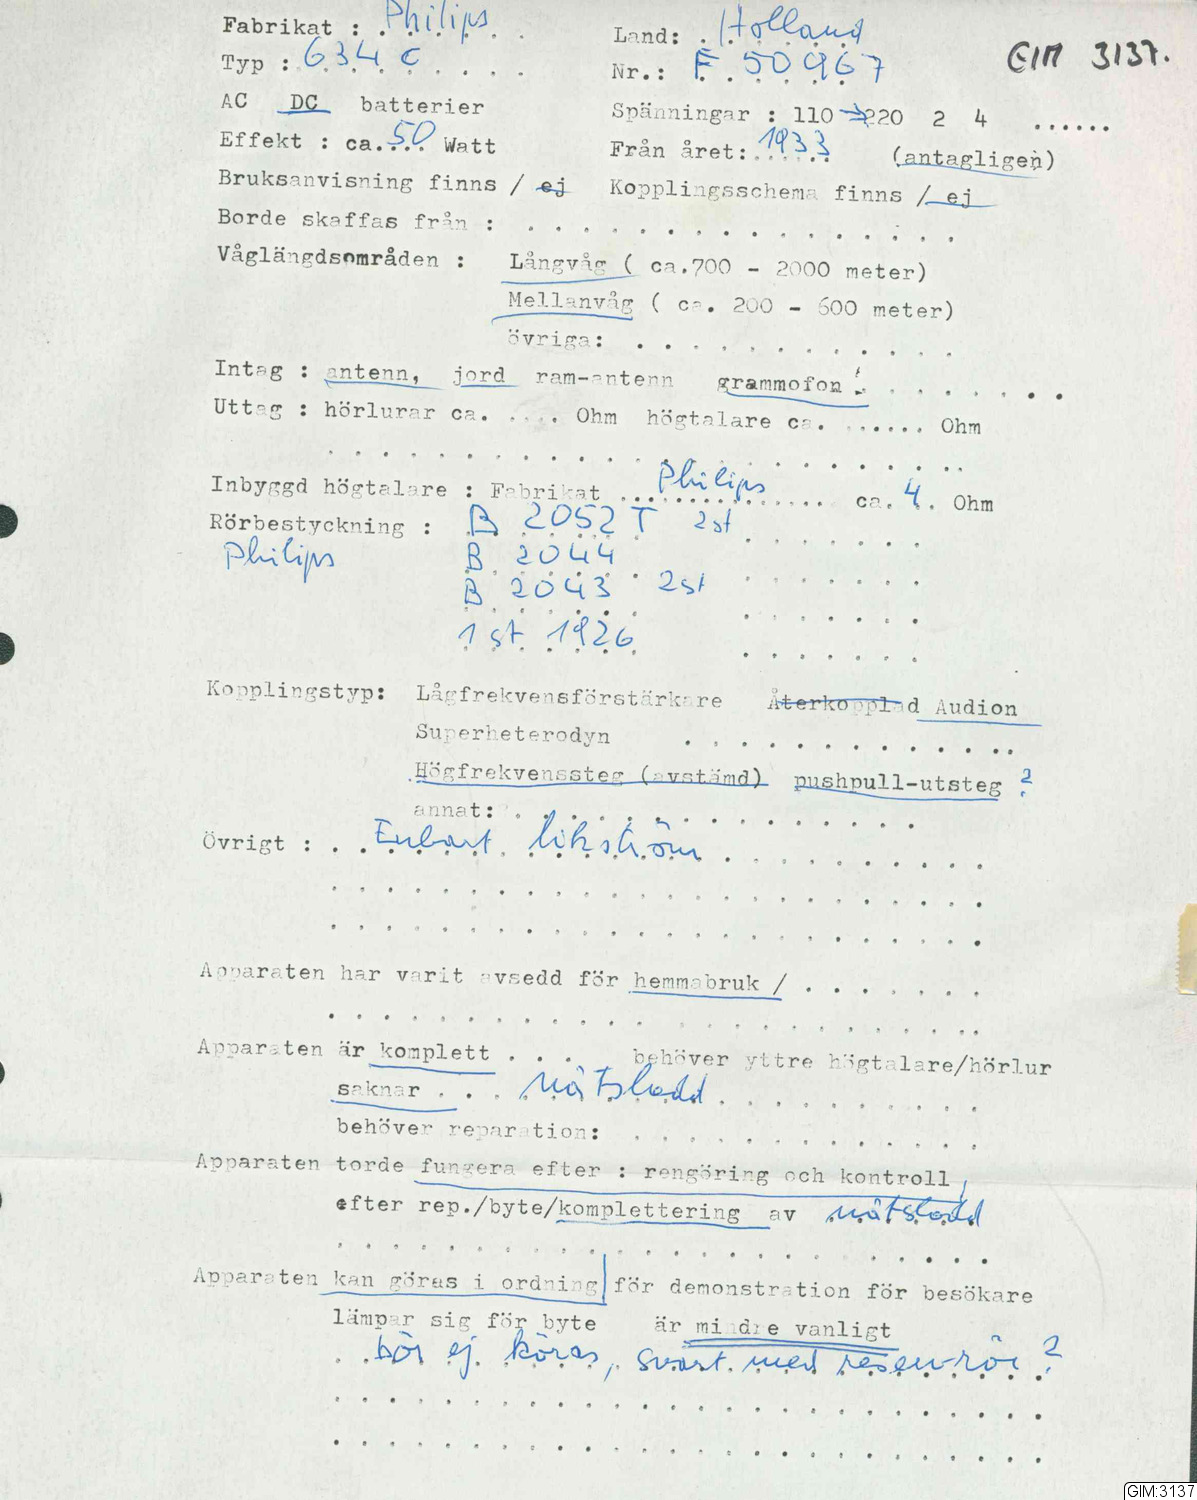 Fabrikat : Philips
Land: Holland
GIM 3137.
Typ : 634 C
Nr.: F 50967
AC DC batterier
Spänningar : 110 220 2 4 ......
Effekt : ca. 50 Watt
Från året: 1933 (antagligen)
Bruksanvisning finns / ej
Kopplingsschema finns / ej
Borde skaffas från :
Våglängdsområden : Långvåg ( ca.700 - 2000 meter)
Mellanvåg ( ca. 200 - 600 meter)
övriga:
Intag : antenn, jord ram-antenn grammofon !
Uttag : hörlurar ca. .... Ohm högtalare ca. ...... Ohm
Inbyggd högtalare : Fabrikat Philips ca. 4. Ohm
Rörbestyckning : B 2052 T 2st
Philips B 2044
B 2043 2st
1 st 1926
Kopplingstyp: Lågfrekvensförstärkare Återkopplad Audion
Superheterodyn
Högfrekvenssteg (avstämd) pushpull-utsteg ?
annat:
Övrigt : Enbart likström
Apparaten har varit avsedd för hemmabruk /
Apparaten är komplett . . . behöver yttre högtalare/hörlur
saknar . . . nätsladd
behöver reparation:
Apparaten torde fungera efter : rengöring och kontroll
efter rep./byte/komplettering av nätsladd
Apparaten kan göras i ordning för demonstration för besökare
lämpar sig för byte är mindre vanligt
bör ej köras, svart med reservrör ?
GIM:3137